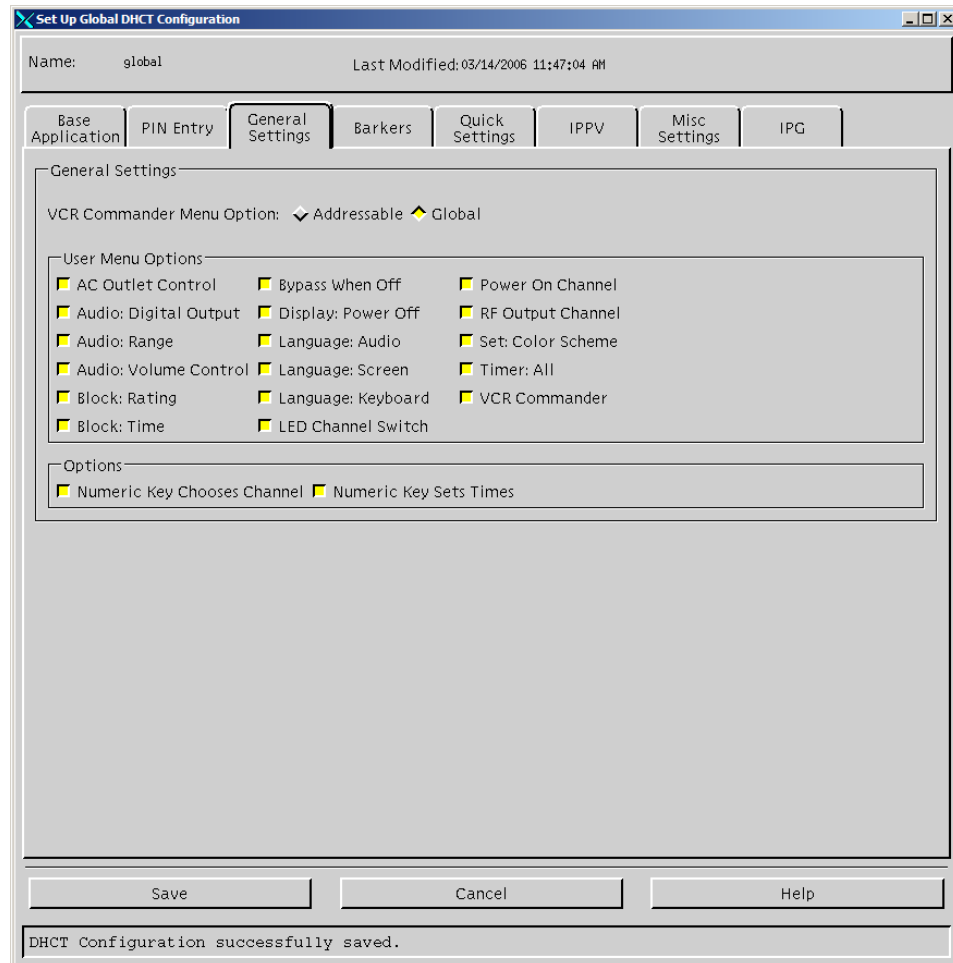 Set Up Global DHCT Configuration
Name: global Last Modified: 03/14/2006 11:47:04 AM
Base Application PIN Entry General Settings Barkers Quick Settings IPPV Misc Settings IPG
General Settings
VCR Commander Menu Option: Addressable Global
User Menu Options
AC Outlet Control Bypass When Off Power On Channel
Audio: Digital Output Display: Power Off RF Output Channel
Audio: Range Language: Audio Set: Color Scheme
Audio: Volume Control Language: Screen Timer: All
Block: Rating Language: Keyboard VCR Commander
Block: Time LED Channel Switch
Options
Numeric Key Chooses Channel Numeric Key Sets Times
Save Cancel Help
DHCT Configuration successfully saved.